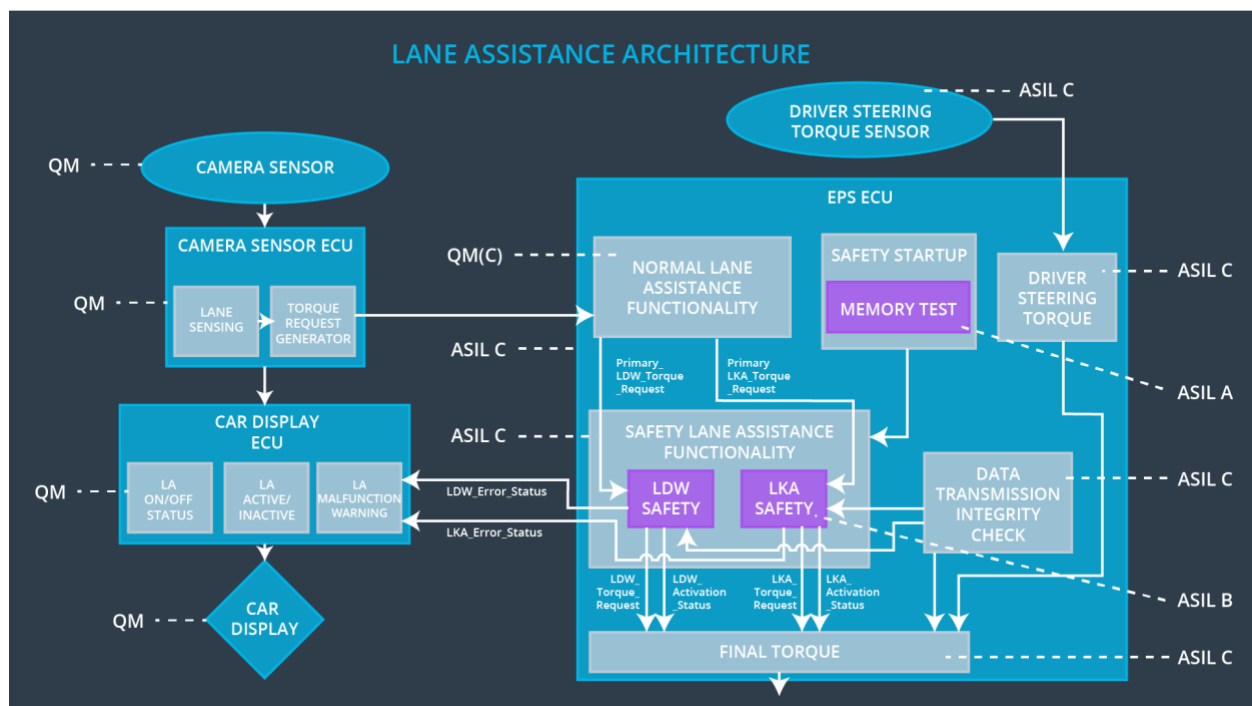 LANE ASSISTANCE ARCHITECTURE
ASIL C
DRIVER STEERING
TORQUE SENSOR
QM
CAMERA SENSOR
EPS ECU
CAMERA SENSOR ECU
QM
LANE
SENSING
TORQUE
REQUEST
GENERATOR
QM(C)
NORMAL LANE
ASSISTANCE
FUNCTIONALITY
SAFETY STARTUP
MEMORY TEST
DRIVER
STEERING
TORQUE
ASIL C
ASIL C
Primary_
LDW_Torque
_Request
Primary
LKA_Torque
_Request
ASIL A
CAR DISPLAY
ECU
QM
LA
ON/OFF
STATUS
LA
ACTIVE/
INACTIVE
LA
MALFUNCTION
WARNING
ASIL C
SAFETY LANE ASSISTANCE
FUNCTIONALITY
LDW
SAFETY
LKA
SAFETY
DATA
TRANSMISSION
INTEGRITY
CHECK
ASIL C
LDW_Error_Status
LKA_Error_Status
LDW_
Torque_
Request
LDW_
Activation
_Status
LKA_
Torque_
Request
LKA_
Activation
_Status
ASIL B
QM
CAR
DISPLAY
FINAL TORQUE
ASIL C